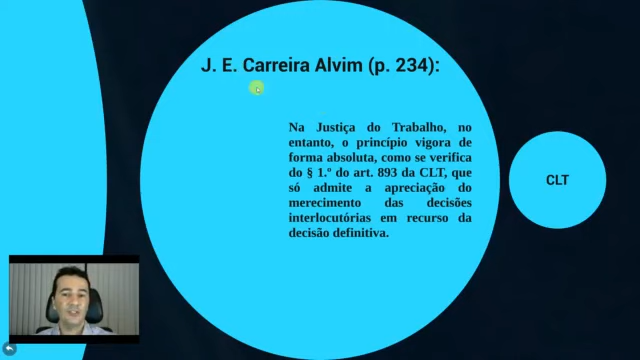 J. E. Carreira Alvim (p. 234):
Na Justiça do Trabalho, no
entanto, o princípio vigora de
forma absoluta, como se verifica
do § 1.º do art. 893 da CLT, que
só admite a apreciação do
merecimento das decisões
interlocutórias em recurso da
decisão definitiva.
CLT